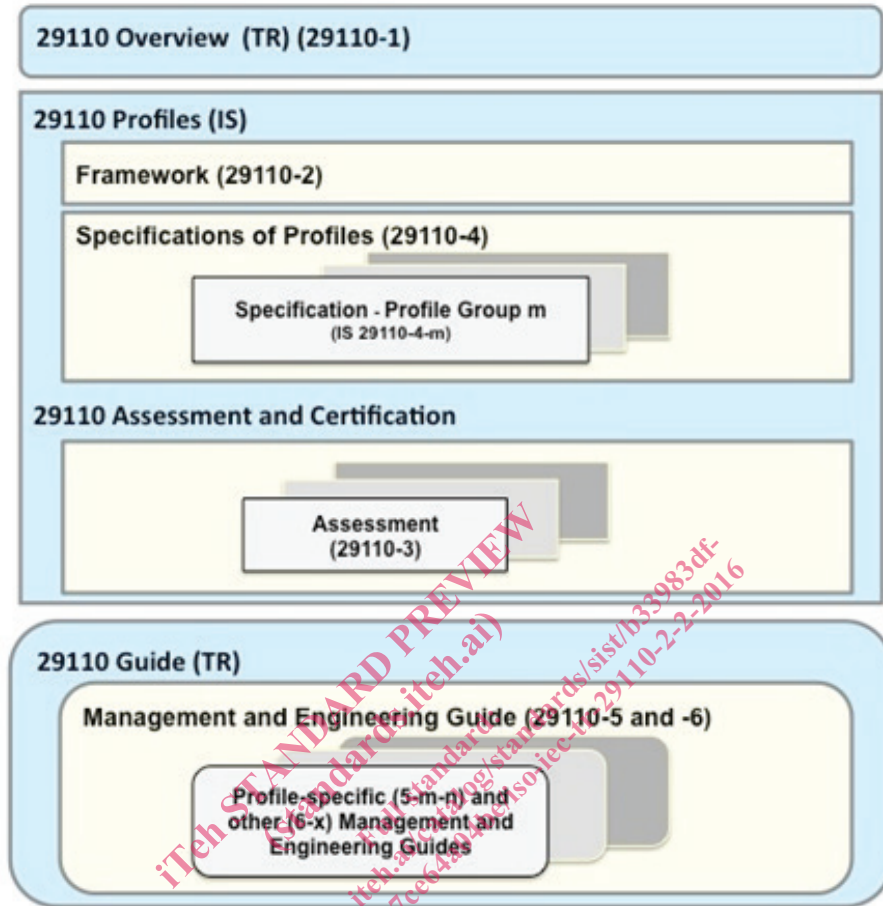 29110 Overview (TR) (29110-1)
29110 Profiles (IS)
Framework (29110-2)
Specifications of Profiles (29110-4)
Specification - Profile Group m
(IS 29110-4-m)
29110 Assessment and Certification
Assessment
(29110-3)
29110 Guide (TR)
Management and Engineering Guide (29110-5 and -6)
Profile-specific (5-m-n) and
other (6-x) Management and
Engineering Guides
iTeh STANDARD PREVIEW
(Standards.iteh.ai)
Full standard: